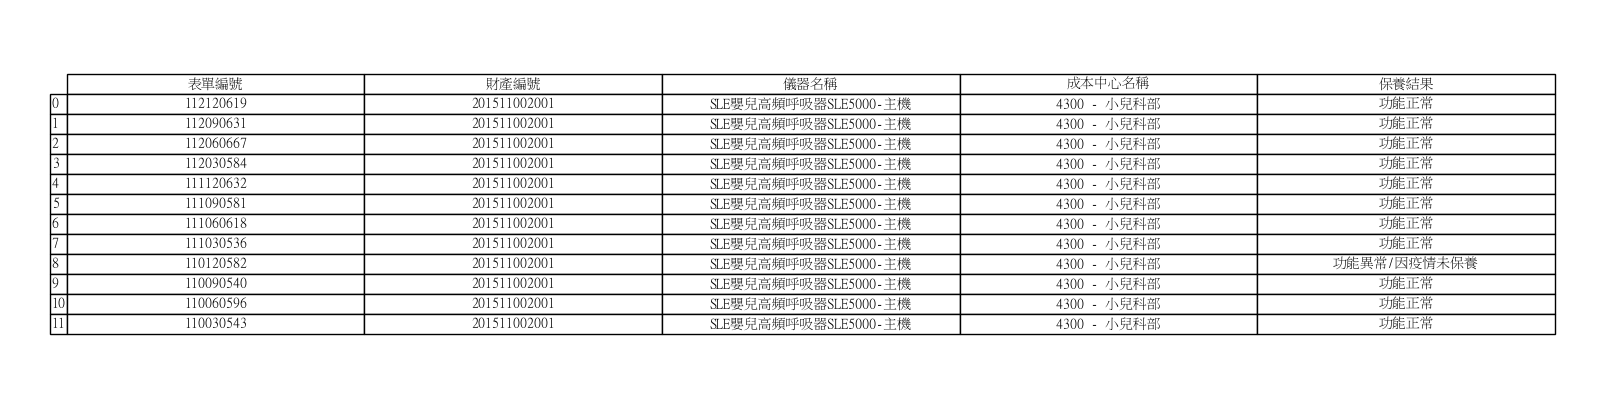 表單編號 財產編號 儀器名稱 成本中心名稱 保養結果
0 112120619 201511002001 SLE嬰兒高頻呼吸器SLE5000-主機 4300 - 小兒科部 功能正常
1 112090631 201511002001 SLE嬰兒高頻呼吸器SLE5000-主機 4300 - 小兒科部 功能正常
2 112060667 201511002001 SLE嬰兒高頻呼吸器SLE5000-主機 4300 - 小兒科部 功能正常
3 112030584 201511002001 SLE嬰兒高頻呼吸器SLE5000-主機 4300 - 小兒科部 功能正常
4 111120632 201511002001 SLE嬰兒高頻呼吸器SLE5000-主機 4300 - 小兒科部 功能正常
5 111090581 201511002001 SLE嬰兒高頻呼吸器SLE5000-主機 4300 - 小兒科部 功能正常
6 111060618 201511002001 SLE嬰兒高頻呼吸器SLE5000-主機 4300 - 小兒科部 功能正常
7 111030536 201511002001 SLE嬰兒高頻呼吸器SLE5000-主機 4300 - 小兒科部 功能正常
8 110120582 201511002001 SLE嬰兒高頻呼吸器SLE5000-主機 4300 - 小兒科部 功能異常/因疫情未保養
9 110090540 201511002001 SLE嬰兒高頻呼吸器SLE5000-主機 4300 - 小兒科部 功能正常
10 110060596 201511002001 SLE嬰兒高頻呼吸器SLE5000-主機 4300 - 小兒科部 功能正常
11 110030543 201511002001 SLE嬰兒高頻呼吸器SLE5000-主機 4300 - 小兒科部 功能正常